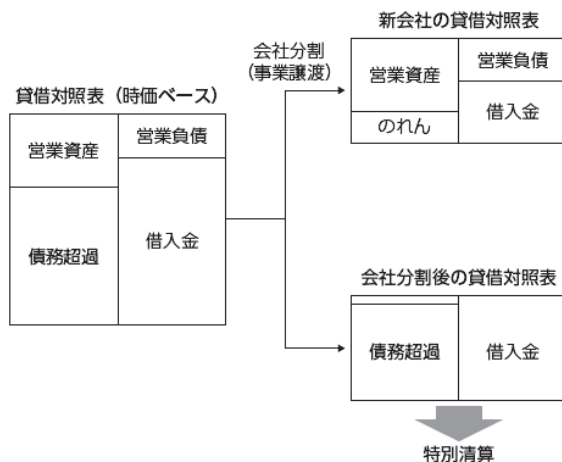 貸借対照表（時価ベース）
営業資産
営業負債
債務超過
借入金
会社分割
(事業譲渡)
新会社の貸借対照表
営業資産
営業負債
のれん
借入金
会社分割後の貸借対照表
債務超過
借入金
特別清算